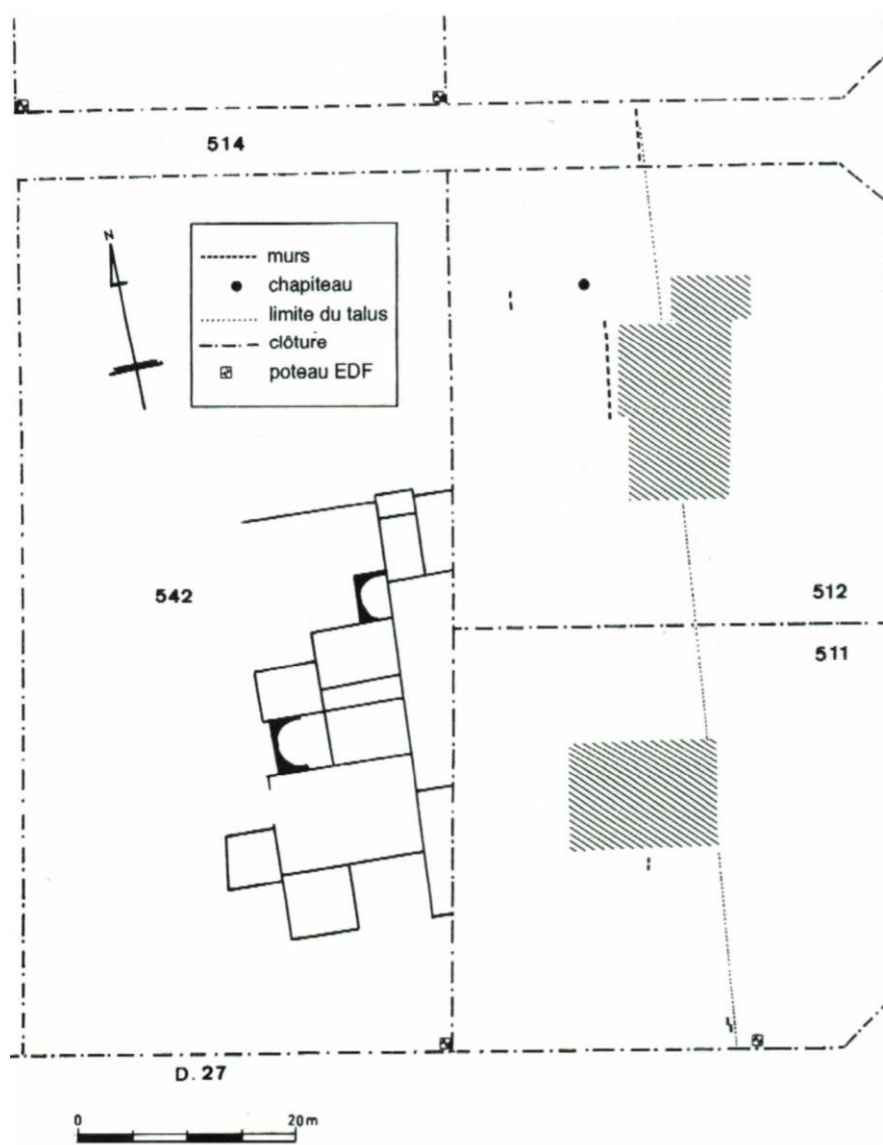 514
N
murs
chapiteau
limite du talus
clôture
poteau EDF
542
512
511
D. 27
0 20 m